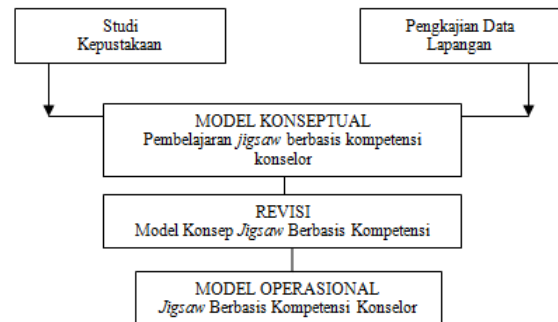 Studi
Kepustakaan
Pengkajian Data
Lapangan
MODEL KONSEPTUAL
Pembelajaran jigsaw berbasis kompetensi
konselor
REVISI
Model Konsep Jigsaw Berbasis Kompetensi
MODEL OPERASIONAL
Jigsaw Berbasis Kompetensi Konselor